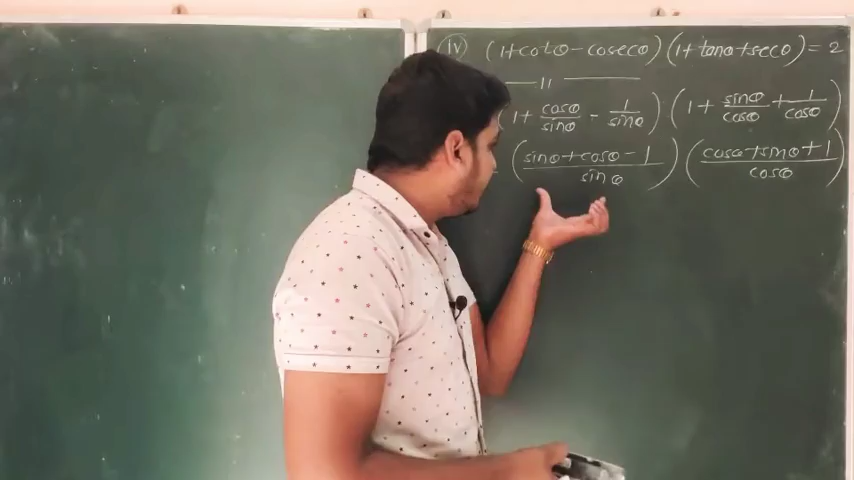 (iv) (1+cotθ-cosecθ)(1+tanθ+secθ) = 2
— 11 —
(1+ cosθ/sinθ - 1/sinθ)(1+ sinθ/cosθ + 1/cosθ)
(sinθ+cosθ-1/sinθ)(cosθ+sinθ+1/cosθ)